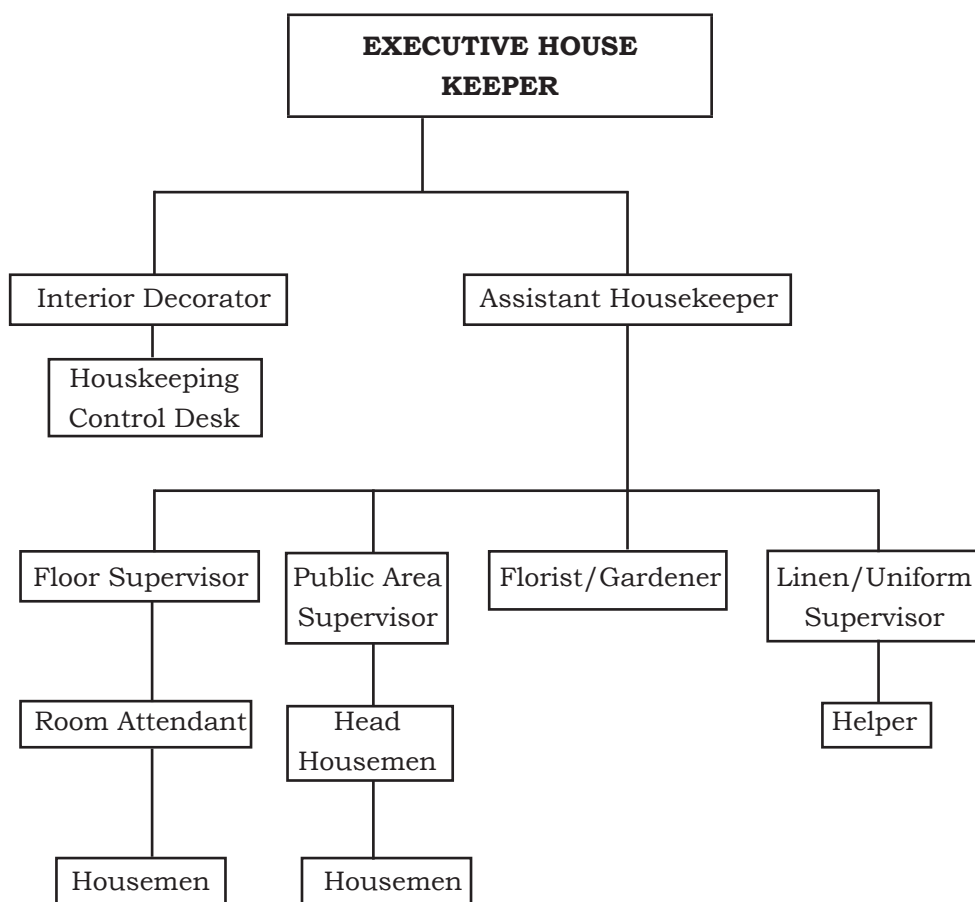 EXECUTIVE HOUSE
KEEPER
Interior Decorator
Assistant Housekeeper
Houskeeping
Control Desk
Floor Supervisor
Public Area
Supervisor
Florist/Gardener
Linen/Uniform
Supervisor
Room Attendant
Head
Housemen
Helper
Housemen
Housemen